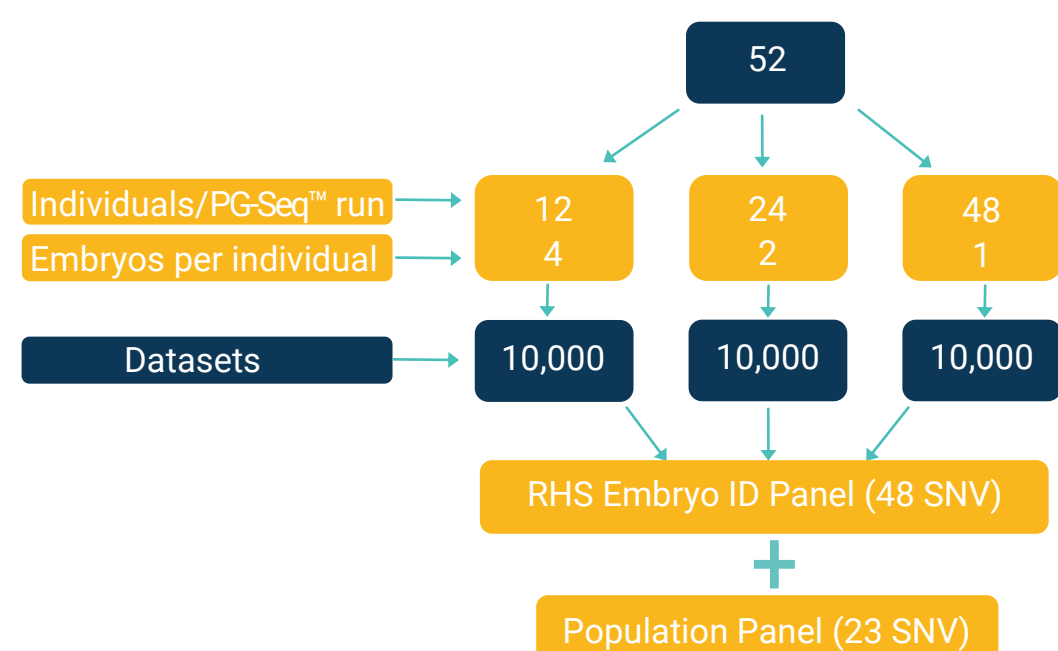 52
Individuals/PG-Seq™ run
12
24
48
Embryos per individual
4
2
1
Datasets
10,000
10,000
10,000
RHS Embryo ID Panel (48 SNV)
+
Population Panel (23 SNV)